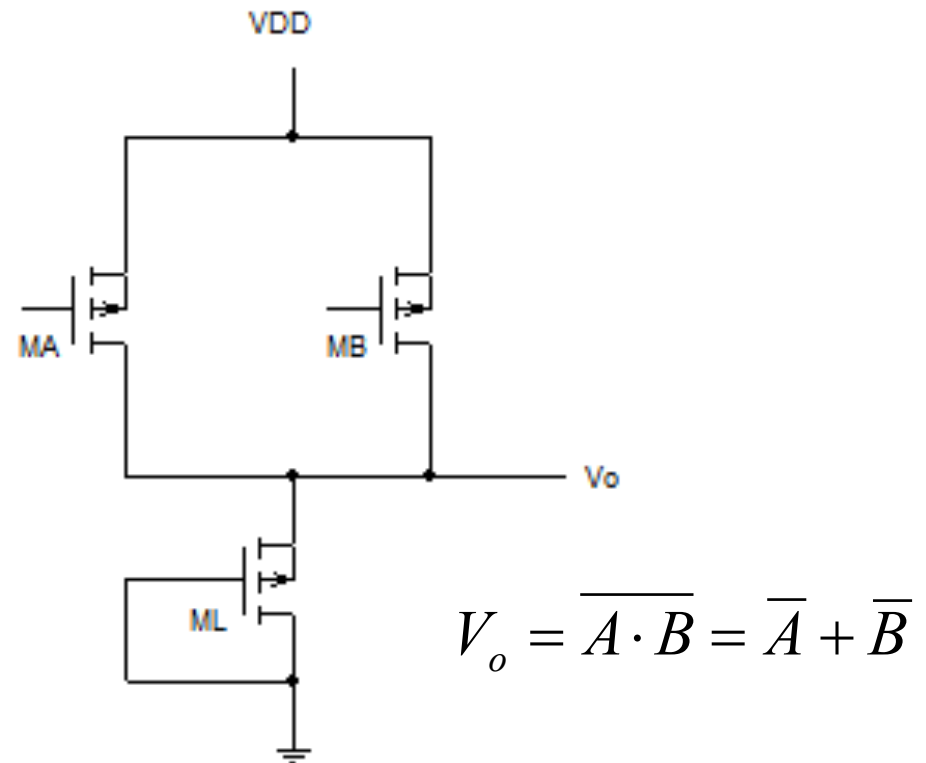 VDD
MA
MB
Vo
ML
$V_o = \overline{A \cdot B} = \overline{A} + \overline{B}$